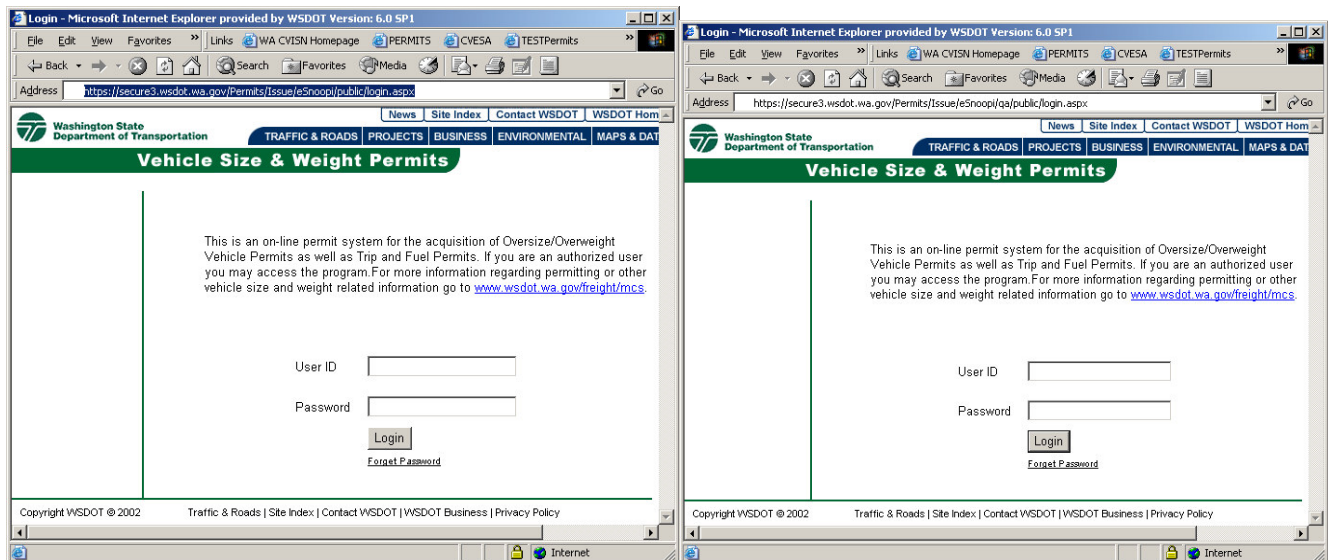 Login - Microsoft Internet Explorer provided by WSDOT Version: 6.0 SP1
File Edit View Favorites » Links WA CVISN Homepage PERMITS CVESA TESTPermits »
Back Search Favorites Media
Address https://secure3.wsdot.wa.gov/Permits/Issue/eSnoopi/public/login.aspx Go
News Site Index Contact WSDOT WSDOT Hom
Washington State
Department of Transportation
TRAFFIC & ROADS PROJECTS BUSINESS ENVIRONMENTAL MAPS & DAT
Vehicle Size & Weight Permits
This is an on-line permit system for the acquisition of Oversize/Overweight
Vehicle Permits as well as Trip and Fuel Permits. If you are an authorized user
you may access the program.For more information regarding permitting or other
vehicle size and weight related information go to www.wsdot.wa.gov/freight/mcs.
User ID
Password
Login
Forget Password
Copyright WSDOT © 2002 Traffic & Roads | Site Index | Contact WSDOT | WSDOT Business | Privacy Policy
Internet
Login - Microsoft Internet Explorer provided by WSDOT Version: 6.0 SP1
File Edit View Favorites » Links WA CVISN Homepage PERMITS CVESA TESTPermits »
Back Search Favorites Media
Address https://secure3.wsdot.wa.gov/Permits/Issue/eSnoopi/qa/public/login.aspx Go
News Site Index Contact WSDOT WSDOT Hom
Washington State
Department of Transportation
TRAFFIC & ROADS PROJECTS BUSINESS ENVIRONMENTAL MAPS & DAT
Vehicle Size & Weight Permits
This is an on-line permit system for the acquisition of Oversize/Overweight
Vehicle Permits as well as Trip and Fuel Permits. If you are an authorized user
you may access the program.For more information regarding permitting or other
vehicle size and weight related information go to www.wsdot.wa.gov/freight/mcs.
User ID
Password
Login
Forget Password
Copyright WSDOT © 2002 Traffic & Roads | Site Index | Contact WSDOT | WSDOT Business | Privacy Policy
Internet